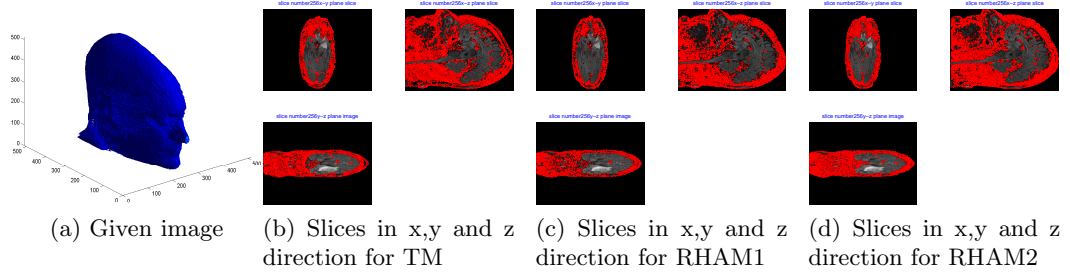 slice number256x-y plane slice
slice number256x-z plane slice
slice number256x-y plane slice
slice number256x-z plane slice
slice number256x-y plane slice
slice number256x-z plane slice
500
400
300
200
100
0
500
400
300
200
100
0
0
100
200
300
400
slice number256y-z plane image
slice number256y-z plane image
slice number256y-z plane image
(a) Given image
(b) Slices in x,y and z
direction for TM
(c) Slices in x,y and z
direction for RHAM1
(d) Slices in x,y and z
direction for RHAM2